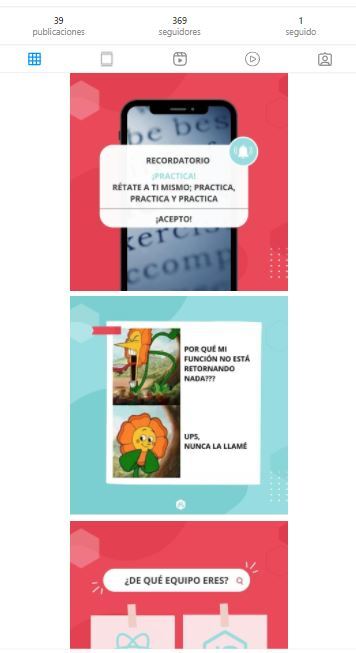 39 369 1
publicaciones seguidores seguido
be bes
RECORDATORIO
¡PRACTICA!
RÉTATE A TI MISMO; PRACTICA,
PRACTICA Y PRACTICA
¡ACEPTO!
xerci
ccomp
POR QUÉ MI
FUNCIÓN NO ESTÁ
RETORNANDO
NADA???
UPS,
NUNCA LA LLAMÉ
¿DE QUÉ EQUIPO ERES?